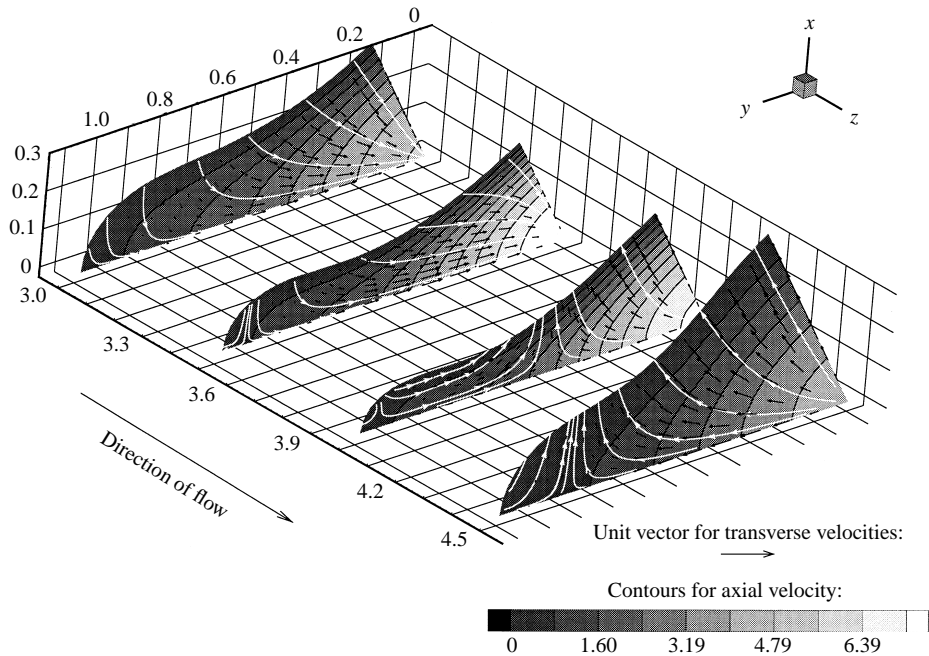 0
0.2
0.4
0.6
0.8
1.0
x
y
z
0.3
0.2
0.1
0
3.0
3.3
3.6
3.9
4.2
4.5
Direction of flow
Unit vector for transverse velocities:
Contours for axial velocity:
0 1.60 3.19 4.79 6.39